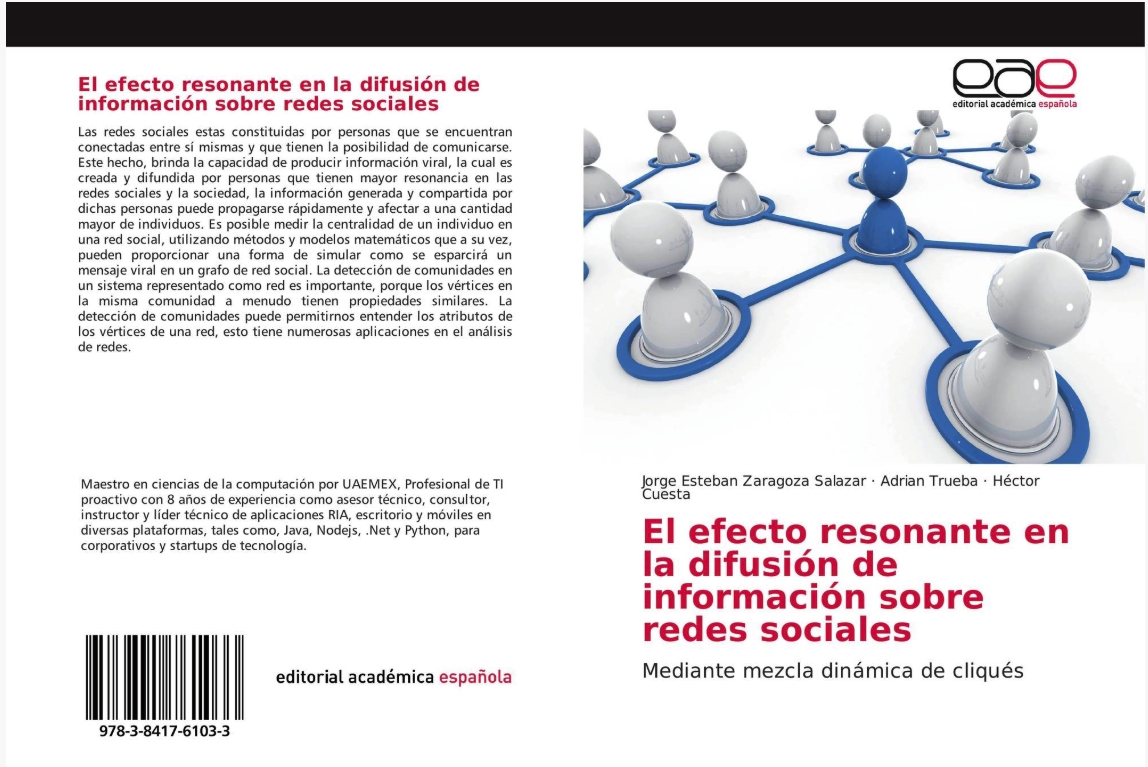 El efecto resonante en la difusión de
información sobre redes sociales
Las redes sociales estas constituidas por personas que se encuentran
conectadas entre sí mismas y que tienen la posibilidad de comunicarse.
Este hecho, brinda la capacidad de producir información viral, la cual es
creada y difundida por personas que tienen mayor resonancia en las
redes sociales y la sociedad, la información generada y compartida por
dichas personas puede propagarse rápidamente y afectar a una cantidad
mayor de individuos. Es posible medir la centralidad de un individuo en
una red social, utilizando métodos y modelos matemáticos que a su vez,
pueden proporcionar una forma de simular como se esparcirá un
mensaje viral en un grafo de red social. La detección de comunidades en
un sistema representado como red es importante, porque los vértices en
la misma comunidad a menudo tienen propiedades similares. La
detección de comunidades puede permitirnos entender los atributos de
los vértices de una red, esto tiene numerosas aplicaciones en el análisis
de redes.
Maestro en ciencias de la computación por UAEMEX, Profesional de TI
proactivo con 8 años de experiencia como asesor técnico, consultor,
instructor y líder técnico de aplicaciones RIA, escritorio y móviles en
diversas plataformas, tales como, Java, Nodejs, .Net y Python, para
corporativos y startups de tecnología.
978-3-8417-6103-3
editorial académica española
eae
editorial académica española
Jorge Esteban Zaragoza Salazar · Adrian Trueba · Héctor
Cuesta
El efecto resonante en
la difusión de
información sobre
redes sociales
Mediante mezcla dinámica de cliqués